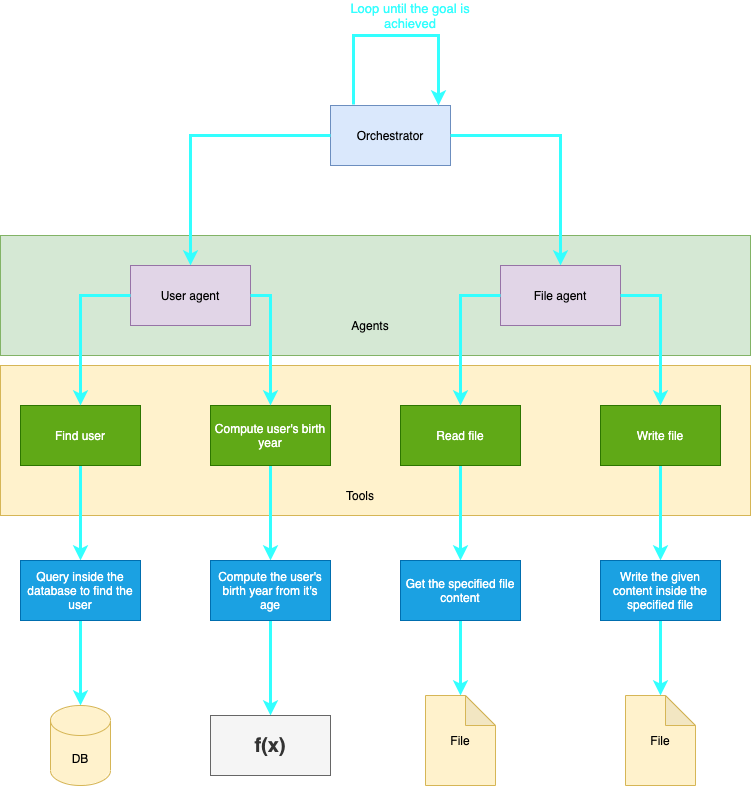 Loop until the goal is
achieved
Orchestrator
User agent
File agent
Agents
Find user
Compute user's birth
year
Read file
Write file
Tools
Query inside the
database to find the
user
Compute the user's
birth year from it's
age
Get the specified file
content
Write the given
content inside the
specified file
DB
f(x)
File
File